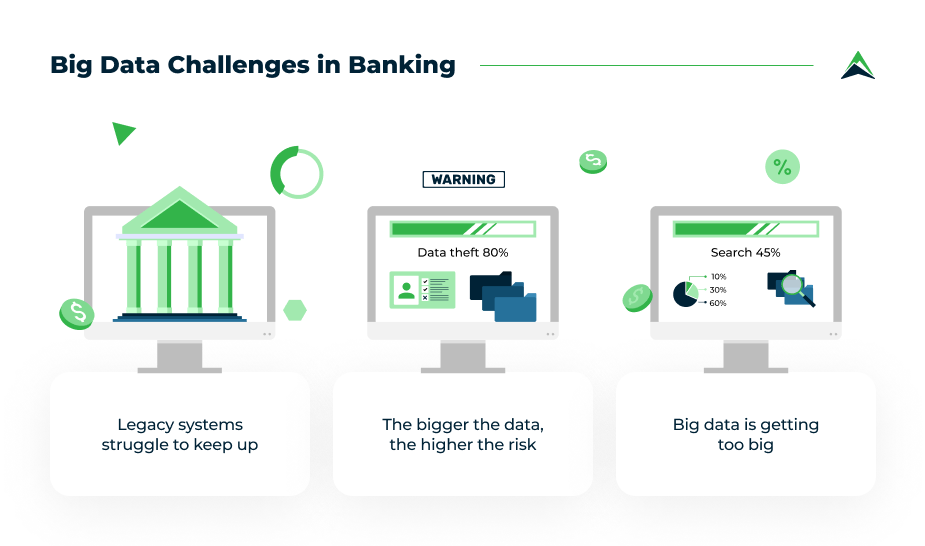 Big Data Challenges in Banking
%
WARNING
Data theft 80%
Search 45%
10%
30%
60%
$
$
$
Legacy systems
struggle to keep up
The bigger the data,
the higher the risk
Big data is getting
too big